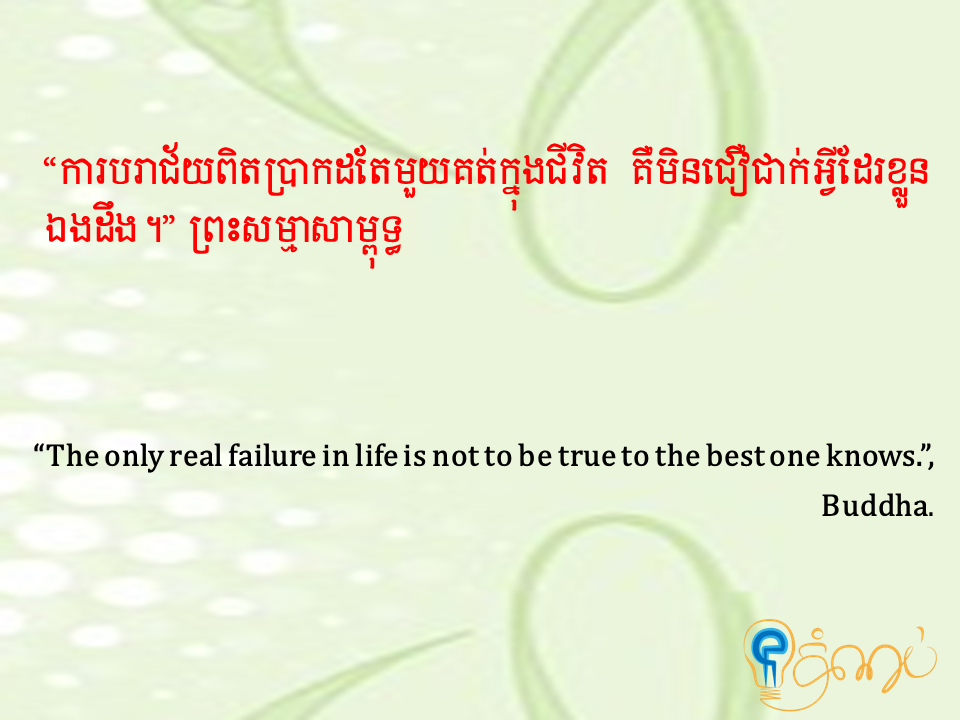 “ការបរាជ័យពិតប្រាកដតែមួយគត់ក្នុងជីវិត គឺមិនជឿជាក់អ្វីដែរខ្លួន
ឯងដឹង។” ព្រះសម្មាសាម្ពុទ្ធ
“The only real failure in life is not to be true to the best one knows.”,
Buddha.